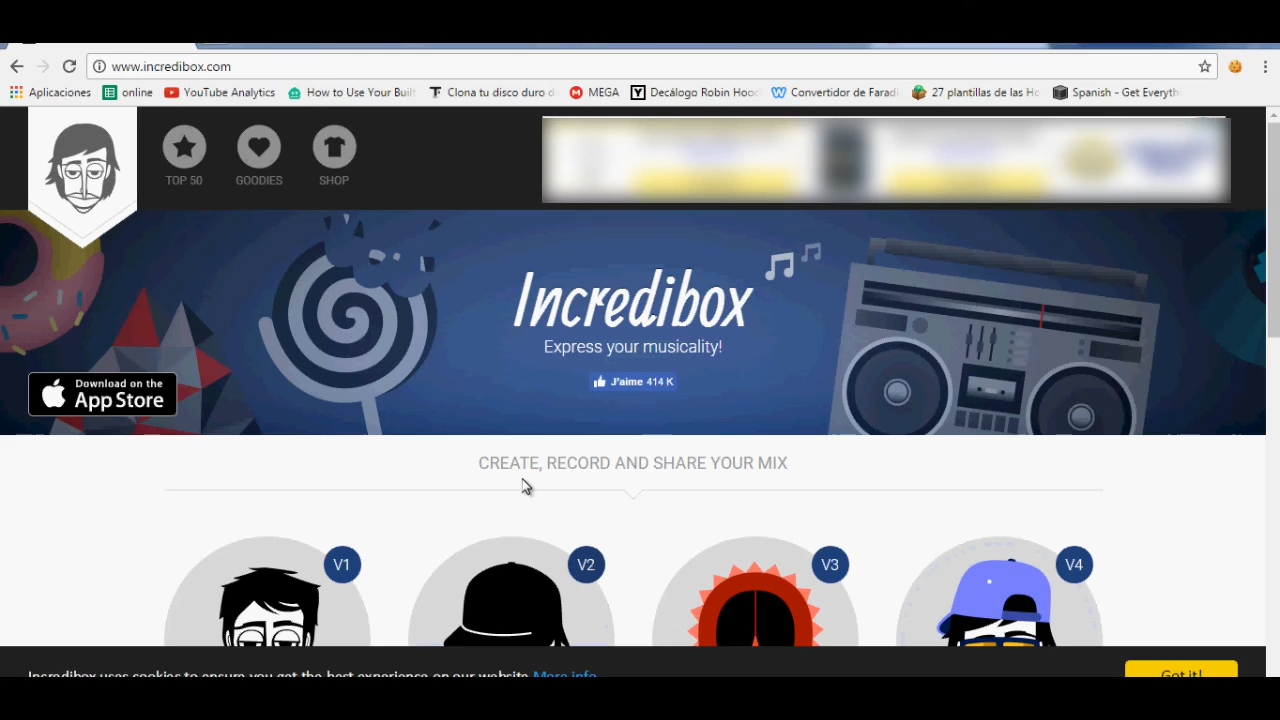 www.incredibox.com
Aplicaciones online YouTube Analytics How to Use Your Built Clona tu disco duro d MEGA Decálogo Robin Hood Convertidor de Faradi 27 plantillas de las Ho Spanish - Get Everyth
TOP 50 GOODIES SHOP
Incredibox
Express your musicality!
J'aime 414 K
Download on the
App Store
CREATE, RECORD AND SHARE YOUR MIX
V1 V2 V3 V4
Incredibox uses cookies to ensure you get the best experience on our website More info
Got it!